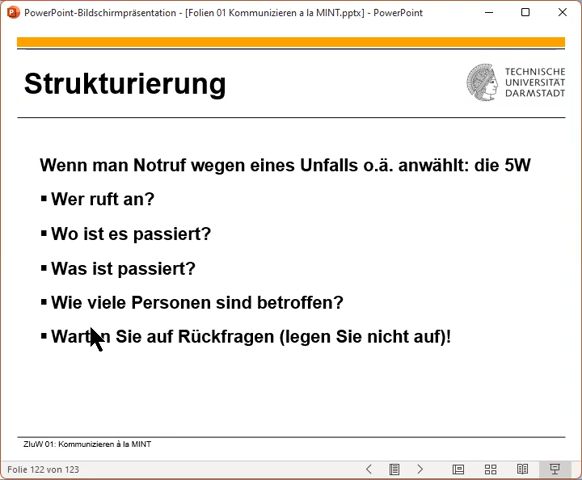 PowerPoint-Bildschirmpräsentation - [Folien 01 Kommunizieren a la MINT.pptx] - PowerPoint
Strukturierung
TECHNISCHE
UNIVERSITÄT
DARMSTADT
Wenn man Notruf wegen eines Unfalls o.ä. anwählt: die 5W
▪ Wer ruft an?
▪ Wo ist es passiert?
▪ Was ist passiert?
▪ Wie viele Personen sind betroffen?
▪ Warten Sie auf Rückfragen (legen Sie nicht auf)!
ZIuW 01: Kommunizieren à la MINT
Folie 122 von 123